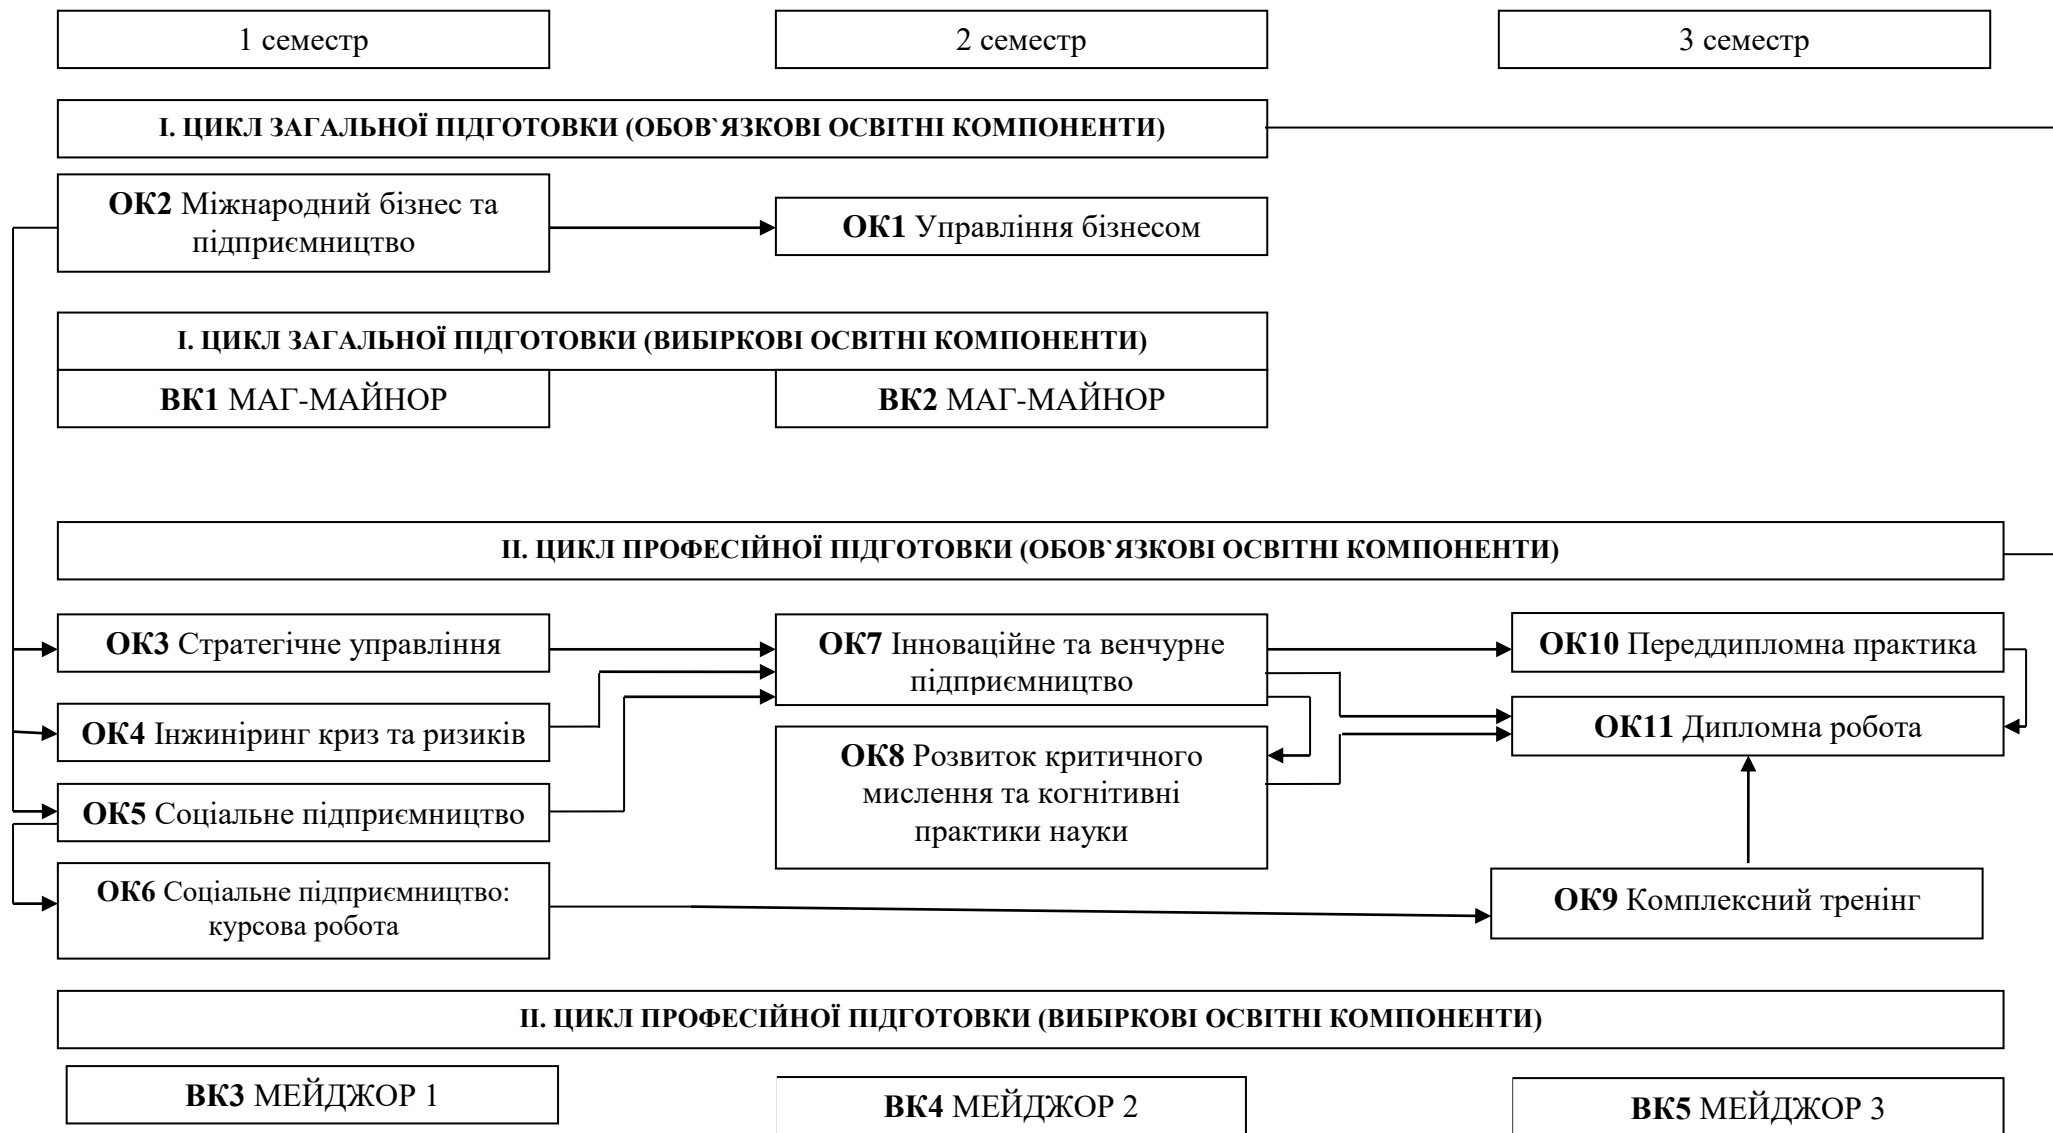 1 семестр
2 семестр
3 семестр
І. ЦИКЛ ЗАГАЛЬНОЇ ПІДГОТОВКИ (ОБОВ`ЯЗКОВІ ОСВІТНІ КОМПОНЕНТИ)
ОК2 Міжнародний бізнес та
підприємництво
ОК1 Управління бізнесом
І. ЦИКЛ ЗАГАЛЬНОЇ ПІДГОТОВКИ (ВИБІРКОВІ ОСВІТНІ КОМПОНЕНТИ)
ВК1 МАГ-МАЙНОР
ВК2 МАГ-МАЙНОР
ІІ. ЦИКЛ ПРОФЕСІЙНОЇ ПІДГОТОВКИ (ОБОВ`ЯЗКОВІ ОСВІТНІ КОМПОНЕНТИ)
ОК3 Стратегічне управління
ОК7 Інноваційне та венчурне
підприємництво
ОК10 Переддипломна практика
ОК4 Інжиніринг криз та ризиків
ОК11 Дипломна робота
ОК8 Розвиток критичного
мислення та когнітивні
практики науки
ОК5 Соціальне підприємництво
ОК6 Соціальне підприємництво:
курсова робота
ОК9 Комплексний тренінг
ІІ. ЦИКЛ ПРОФЕСІЙНОЇ ПІДГОТОВКИ (ВИБІРКОВІ ОСВІТНІ КОМПОНЕНТИ)
ВК3 МЕЙДЖОР 1
ВК4 МЕЙДЖОР 2
ВК5 МЕЙДЖОР 3